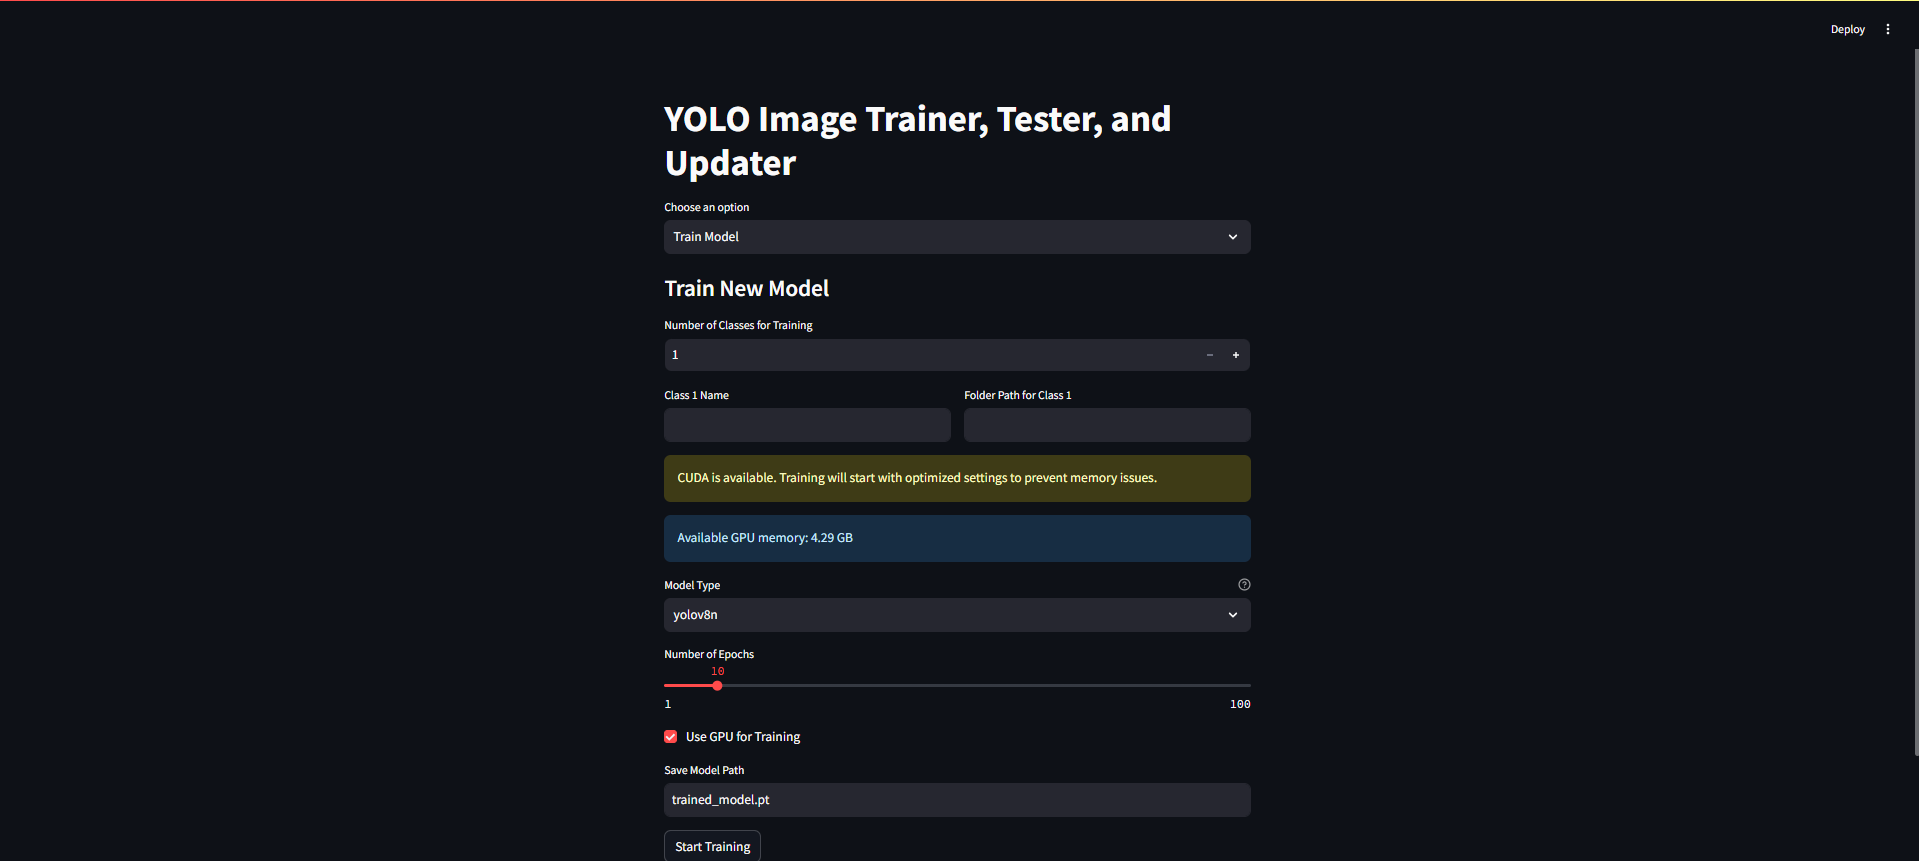 Deploy
YOLO Image Trainer, Tester, and
Updater
Choose an option
Train Model
Train New Model
Number of Classes for Training
1
Class 1 Name
Folder Path for Class 1
CUDA is available. Training will start with optimized settings to prevent memory issues.
Available GPU memory: 4.29 GB
Model Type
yolov8n
Number of Epochs
10
1
100
Use GPU for Training
Save Model Path
trained_model.pt
Start Training